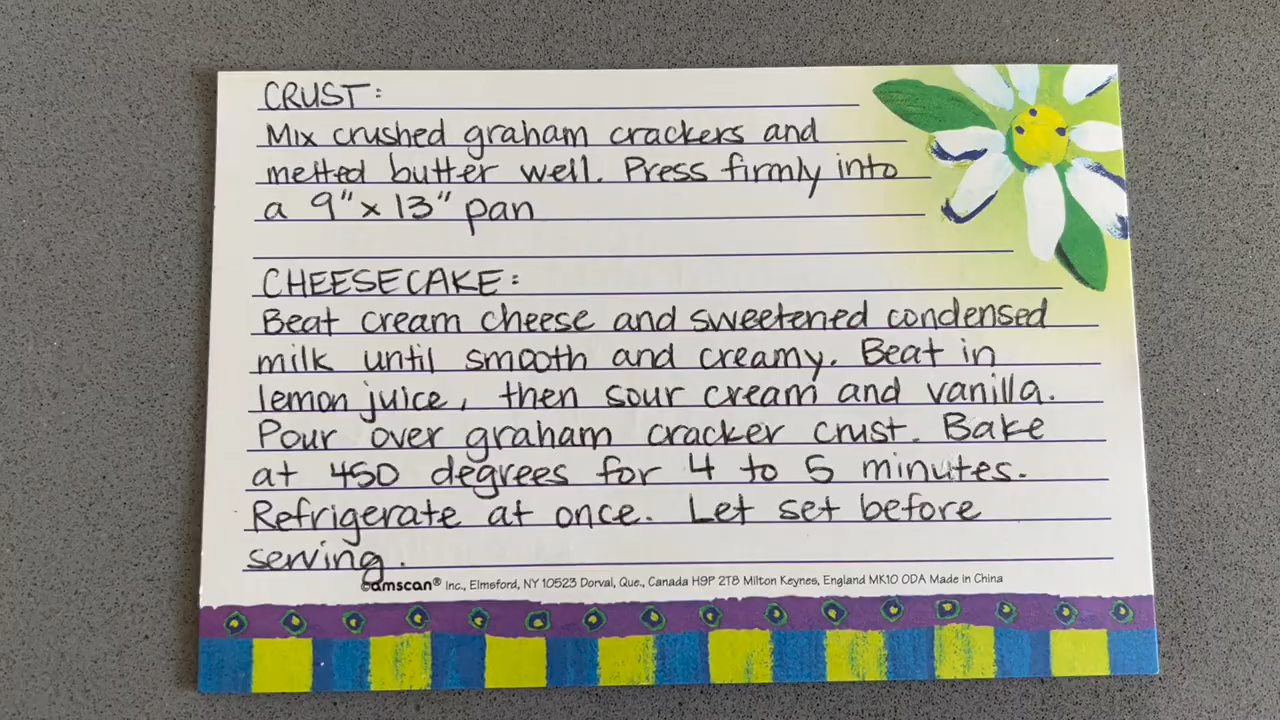 CRUST:
Mix crushed graham crackers and
melted butter well. Press firmly into
a 9" x 13" pan
CHEESECAKE:
Beat cream cheese and sweetened condensed
milk until smooth and creamy. Beat in
lemon juice, then sour cream and vanilla.
Pour over graham cracker crust. Bake
at 450 degrees for 4 to 5 minutes.
Refrigerate at once. Let set before
serving.
©amscan® Inc., Elmsford, NY 10523 Dorval, Que., Canada H9P 2T8 Milton Keynes, England MK10 0DA Made in China